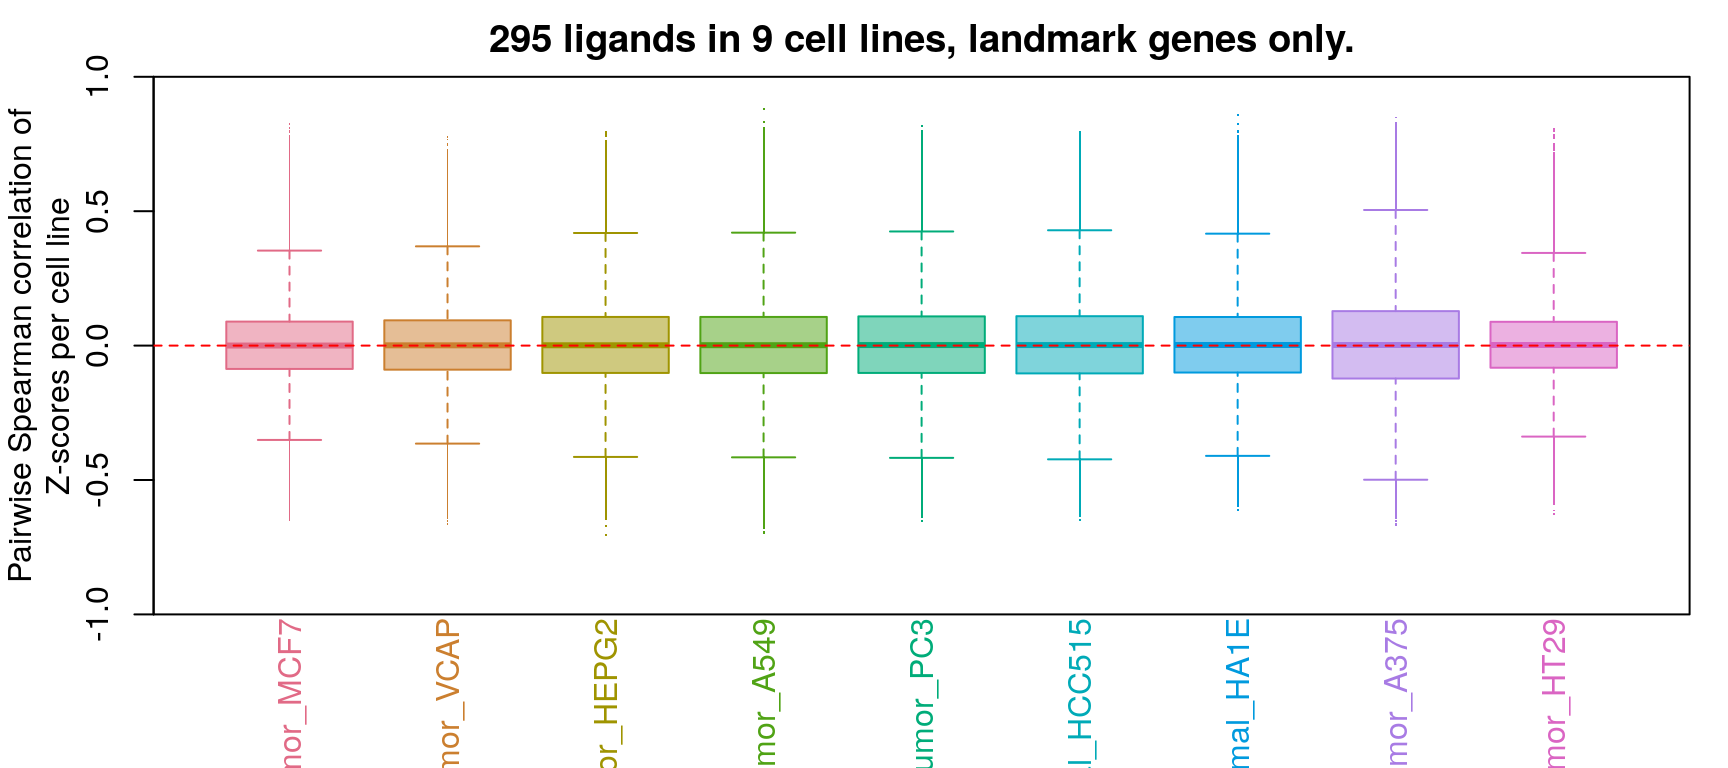 295 ligands in 9 cell lines, landmark genes only.
Pairwise Spearman correlation of
Z-scores per cell line
1.0
0.5
0.0
-0.5
-1.0
mor_MCF7
mor_VCAP
or_HEPG2
mor_A549
umor_PC3
l_HCC515
mal_HA1E
mor_A375
mor_HT29